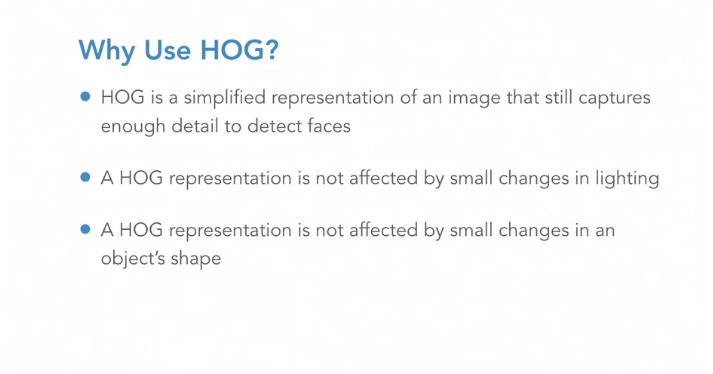 Why Use HOG?
• HOG is a simplified representation of an image that still captures
enough detail to detect faces
• A HOG representation is not affected by small changes in lighting
• A HOG representation is not affected by small changes in an
object's shape